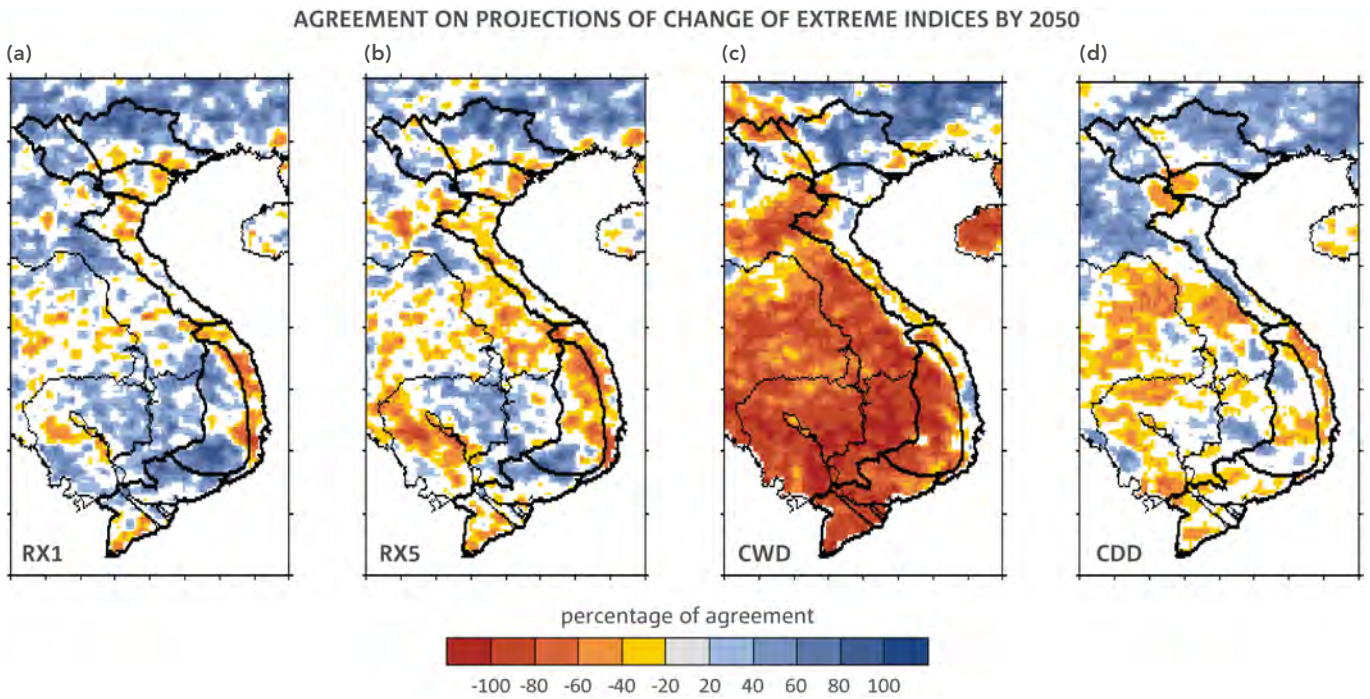 AGREEMENT ON PROJECTIONS OF CHANGE OF EXTREME INDICES BY 2050
(a) (b) (c) (d)
RX1 RX5 CWD CDD
percentage of agreement
-100 -80 -60 -40 -20 20 40 60 80 100